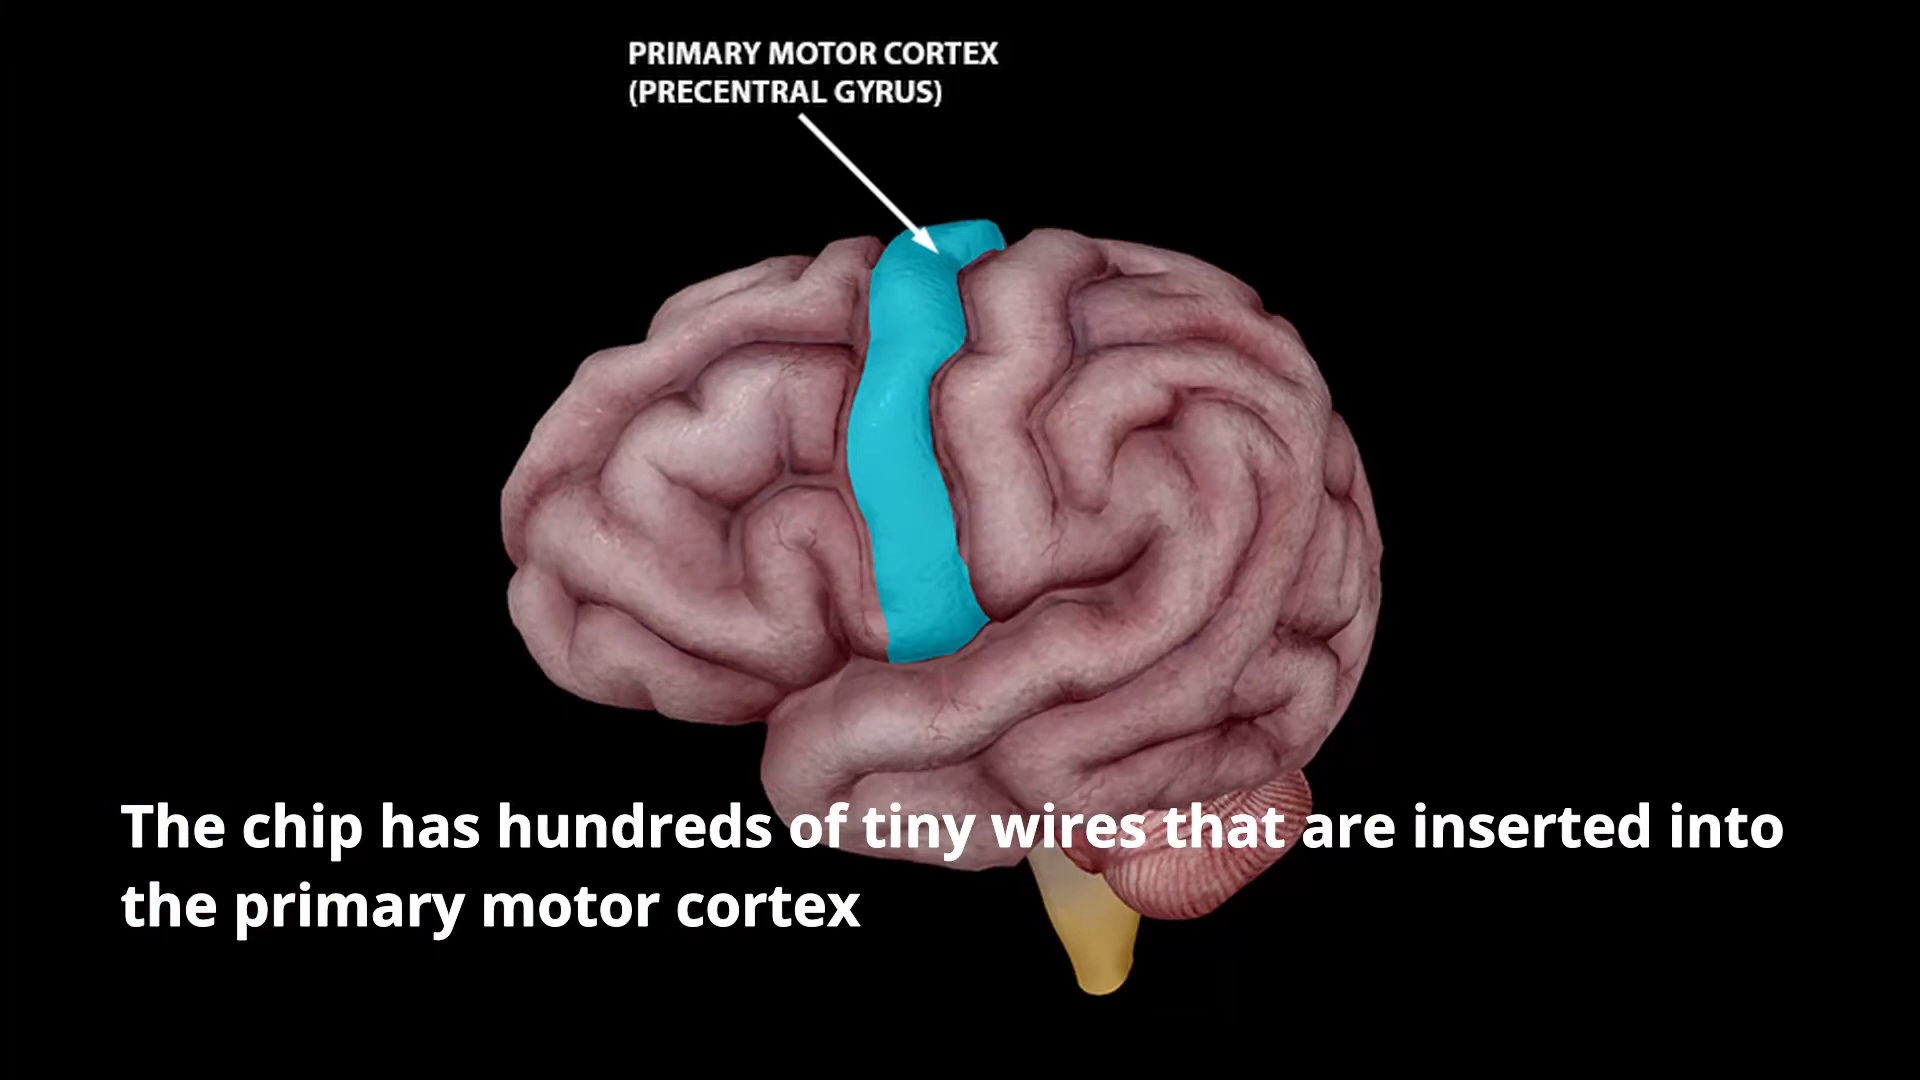 PRIMARY MOTOR CORTEX
(PRECENTRAL GYRUS)
The chip has hundreds of tiny wires that are inserted into
the primary motor cortex